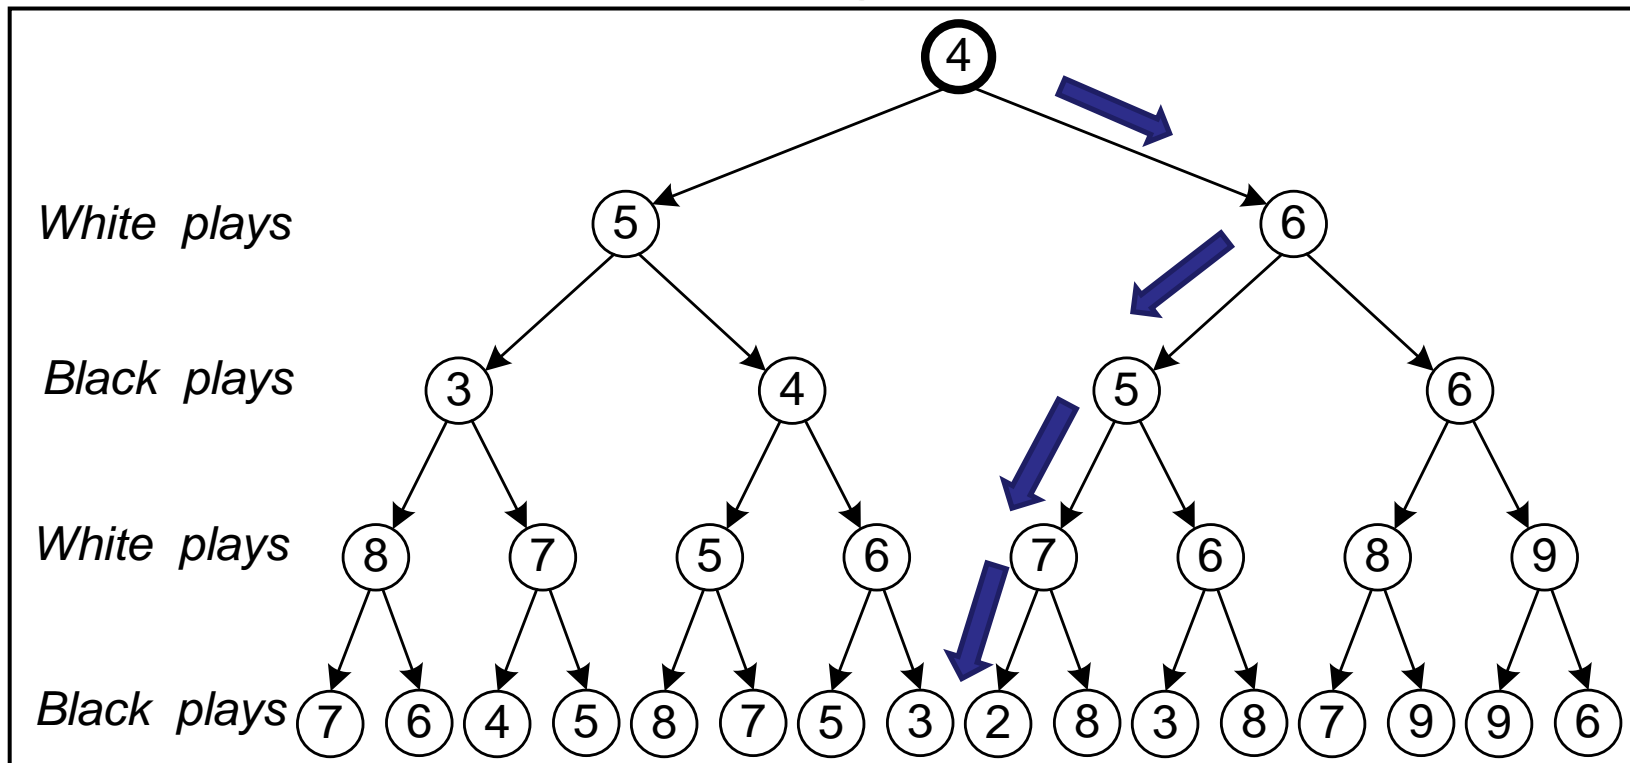 4
White plays 5 6
Black plays 3 4 5 6
White plays 8 7 5 6 7 6 8 9
Black plays 7 6 4 5 8 7 5 3 2 8 3 8 7 9 9 6